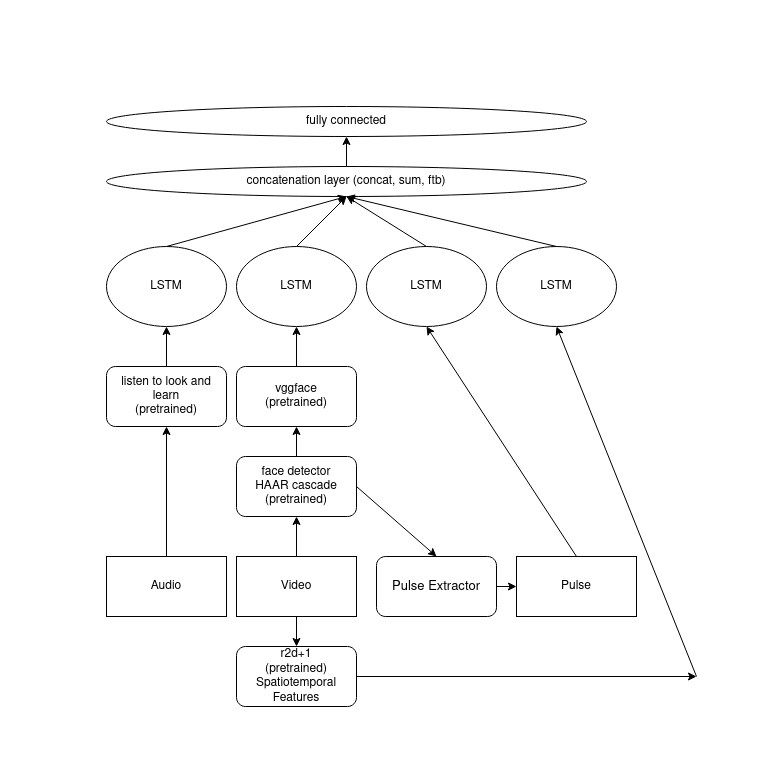 fully connected
concatenation layer (concat, sum, ftb)
LSTM
LSTM
LSTM
LSTM
listen to look and
learn
(pretrained)
vggface
(pretrained)
face detector
HAAR cascade
(pretrained)
Audio
Video
Pulse Extractor
Pulse
r2d+1
(pretrained)
Spatiotemporal
Features